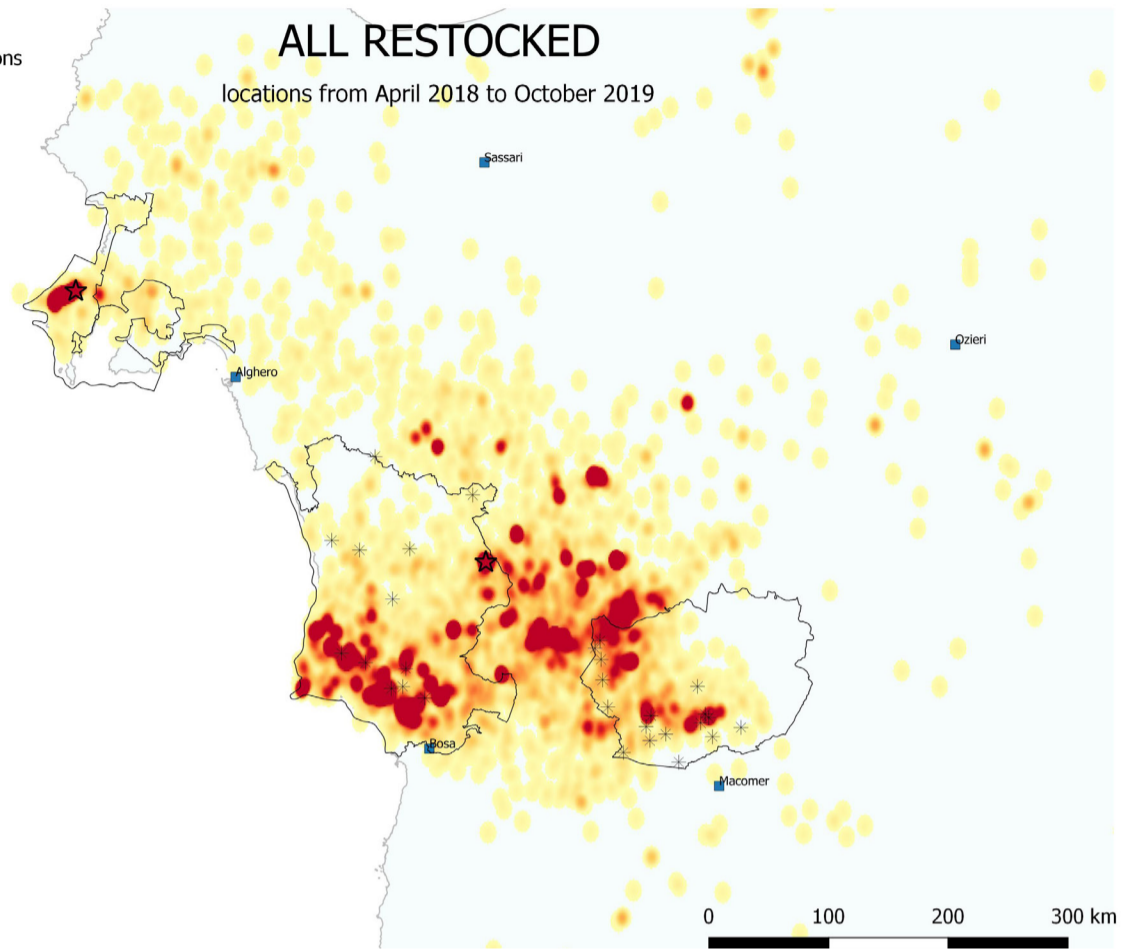 ons
ALL RESTOCKED
locations from April 2018 to October 2019
Sassari
Ozieri
Alghero
Bosa
Macomer
0 100 200 300 km